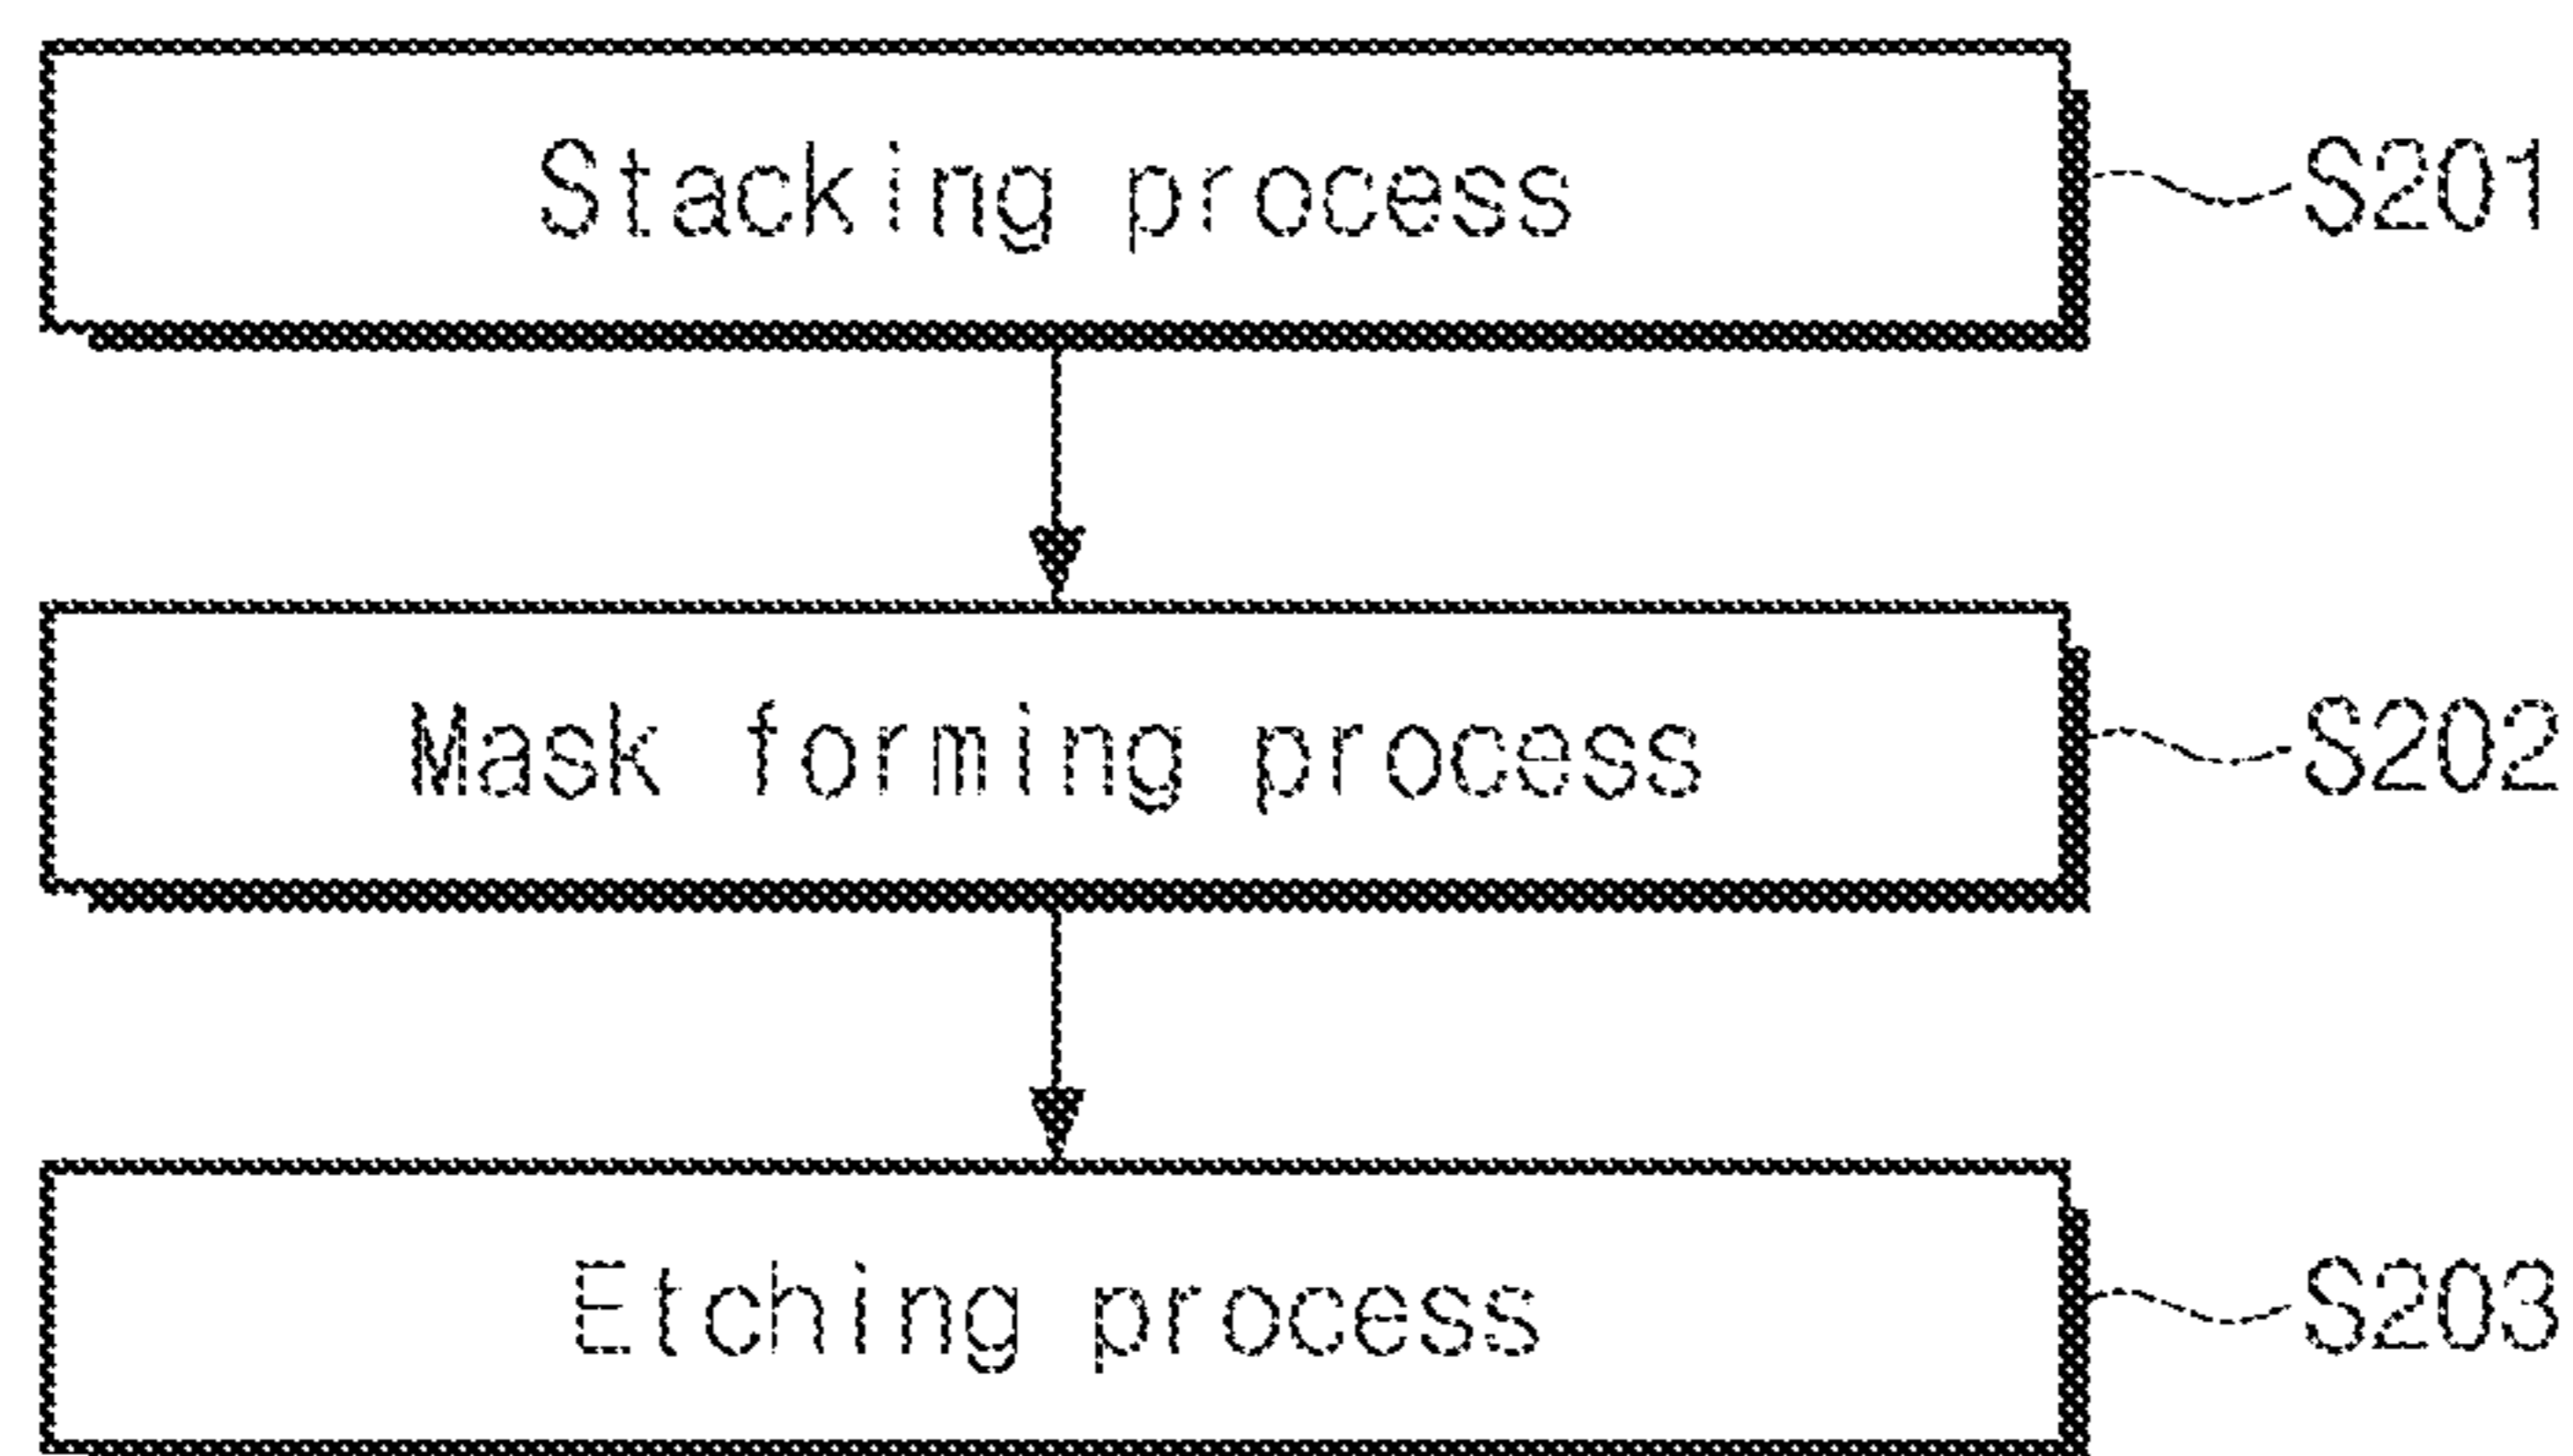 Stacking process
S201
Mask forming process
S202
Etching process
S203